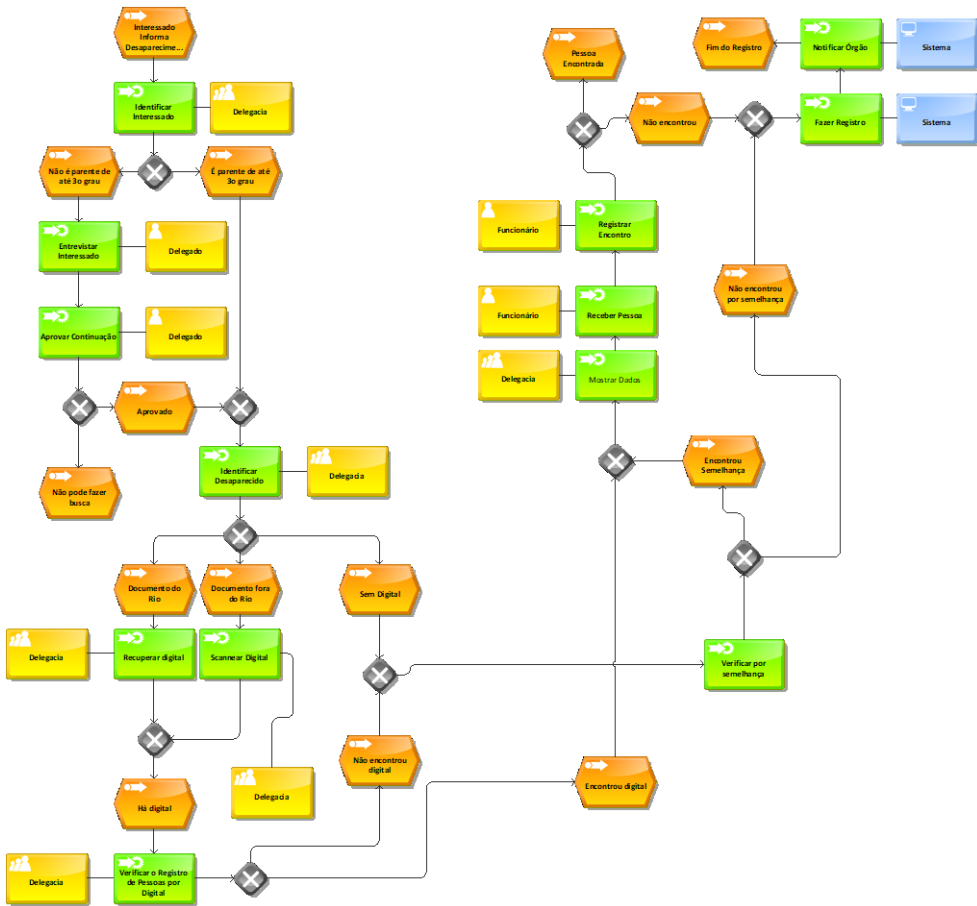 Interessado
Informa
Desaparecime...
Identificar
Interessado
Delegacia
Não é parente de
até 3o grau
É parente de até
3o grau
Entrevistar
Interessado
Delegado
Aprovar Continuação
Delegado
Aprovado
Não pode fazer
busca
Identificar
Desaparecido
Delegacia
Documento do
Rio
Documento fora
do Rio
Sem Digital
Delegacia
Recuperar digital
Scannear Digital
Não encontrou
digital
Delegacia
Há digital
Delegacia
Verificar o Registro
de Pessoas por
Digital
Encontrou digital
Verificar por
semelhança
Encontrou
Semelhança
Não encontrou
por semelhança
Delegacia
Mostrar Dados
Funcionário
Receber Pessoa
Funcionário
Registrar
Encontro
Pessoa
Encontrada
Não encontrou
Fazer Registro
Sistema
Notificar Órgão
Sistema
Fim do Registro